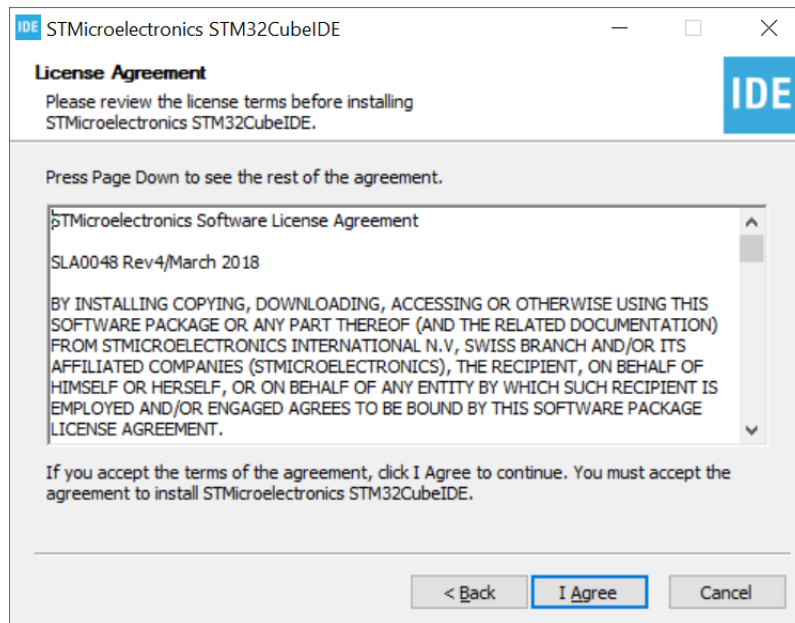 IDE STMicroelectronics STM32CubeIDE
License Agreement
Please review the license terms before installing
STMicroelectronics STM32CubeIDE.
IDE
Press Page Down to see the rest of the agreement.
STMicroelectronics Software License Agreement
SLA0048 Rev4/March 2018
BY INSTALLING COPYING, DOWNLOADING, ACCESSING OR OTHERWISE USING THIS
SOFTWARE PACKAGE OR ANY PART THEREOF (AND THE RELATED DOCUMENTATION)
FROM STMICROELECTRONICS INTERNATIONAL N.V, SWISS BRANCH AND/OR ITS
AFFILIATED COMPANIES (STMICROELECTRONICS), THE RECIPIENT, ON BEHALF OF
HIMSELF OR HERSELF, OR ON BEHALF OF ANY ENTITY BY WHICH SUCH RECIPIENT IS
EMPLOYED AND/OR ENGAGED AGREES TO BE BOUND BY THIS SOFTWARE PACKAGE
LICENSE AGREEMENT.
If you accept the terms of the agreement, click I Agree to continue. You must accept the
agreement to install STMicroelectronics STM32CubeIDE.
< Back I Agree Cancel